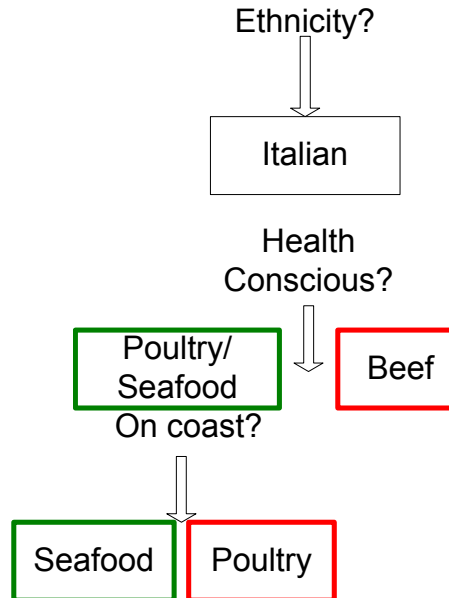 Ethnicity?
Italian
Health
Conscious?
Poultry/
Seafood
Beef
On coast?
Seafood
Poultry